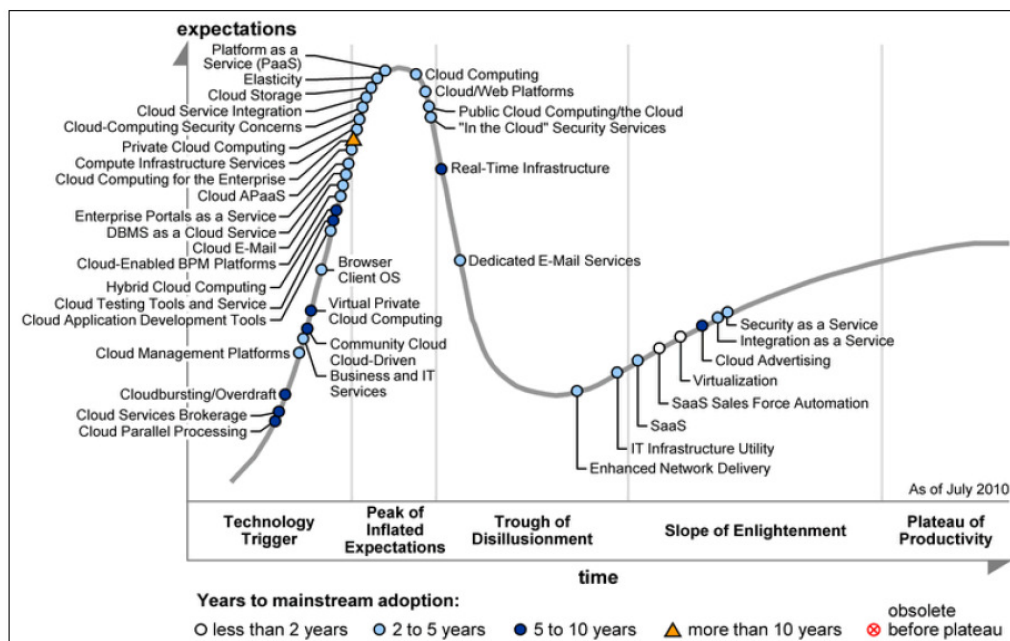 expectations
Platform as a
Service (PaaS)
Elasticity
Cloud Storage
Cloud Service Integration
Cloud-Computing Security Concerns
Private Cloud Computing
Compute Infrastructure Services
Cloud Computing for the Enterprise
Cloud APaaS
Enterprise Portals as a Service
DBMS as a Cloud Service
Cloud E-Mail
Cloud-Enabled BPM Platforms
Hybrid Cloud Computing
Cloud Testing Tools and Service
Cloud Application Development Tools
Cloud Management Platforms
Cloudbursting/Overdraft
Cloud Services Brokerage
Cloud Parallel Processing
Browser
Client OS
Virtual Private
Cloud Computing
Community Cloud
Cloud-Driven
Business and IT
Services
Cloud Computing
Cloud/Web Platforms
Public Cloud Computing/the Cloud
"In the Cloud" Security Services
Real-Time Infrastructure
Dedicated E-Mail Services
Security as a Service
Integration as a Service
Cloud Advertising
Virtualization
SaaS Sales Force Automation
SaaS
IT Infrastructure Utility
Enhanced Network Delivery
As of July 2010
Technology
Trigger
Peak of
Inflated
Expectations
Trough of
Disillusionment
Slope of Enlightenment
Plateau of
Productivity
time
Years to mainstream adoption:
less than 2 years
2 to 5 years
5 to 10 years
more than 10 years
obsolete
before plateau